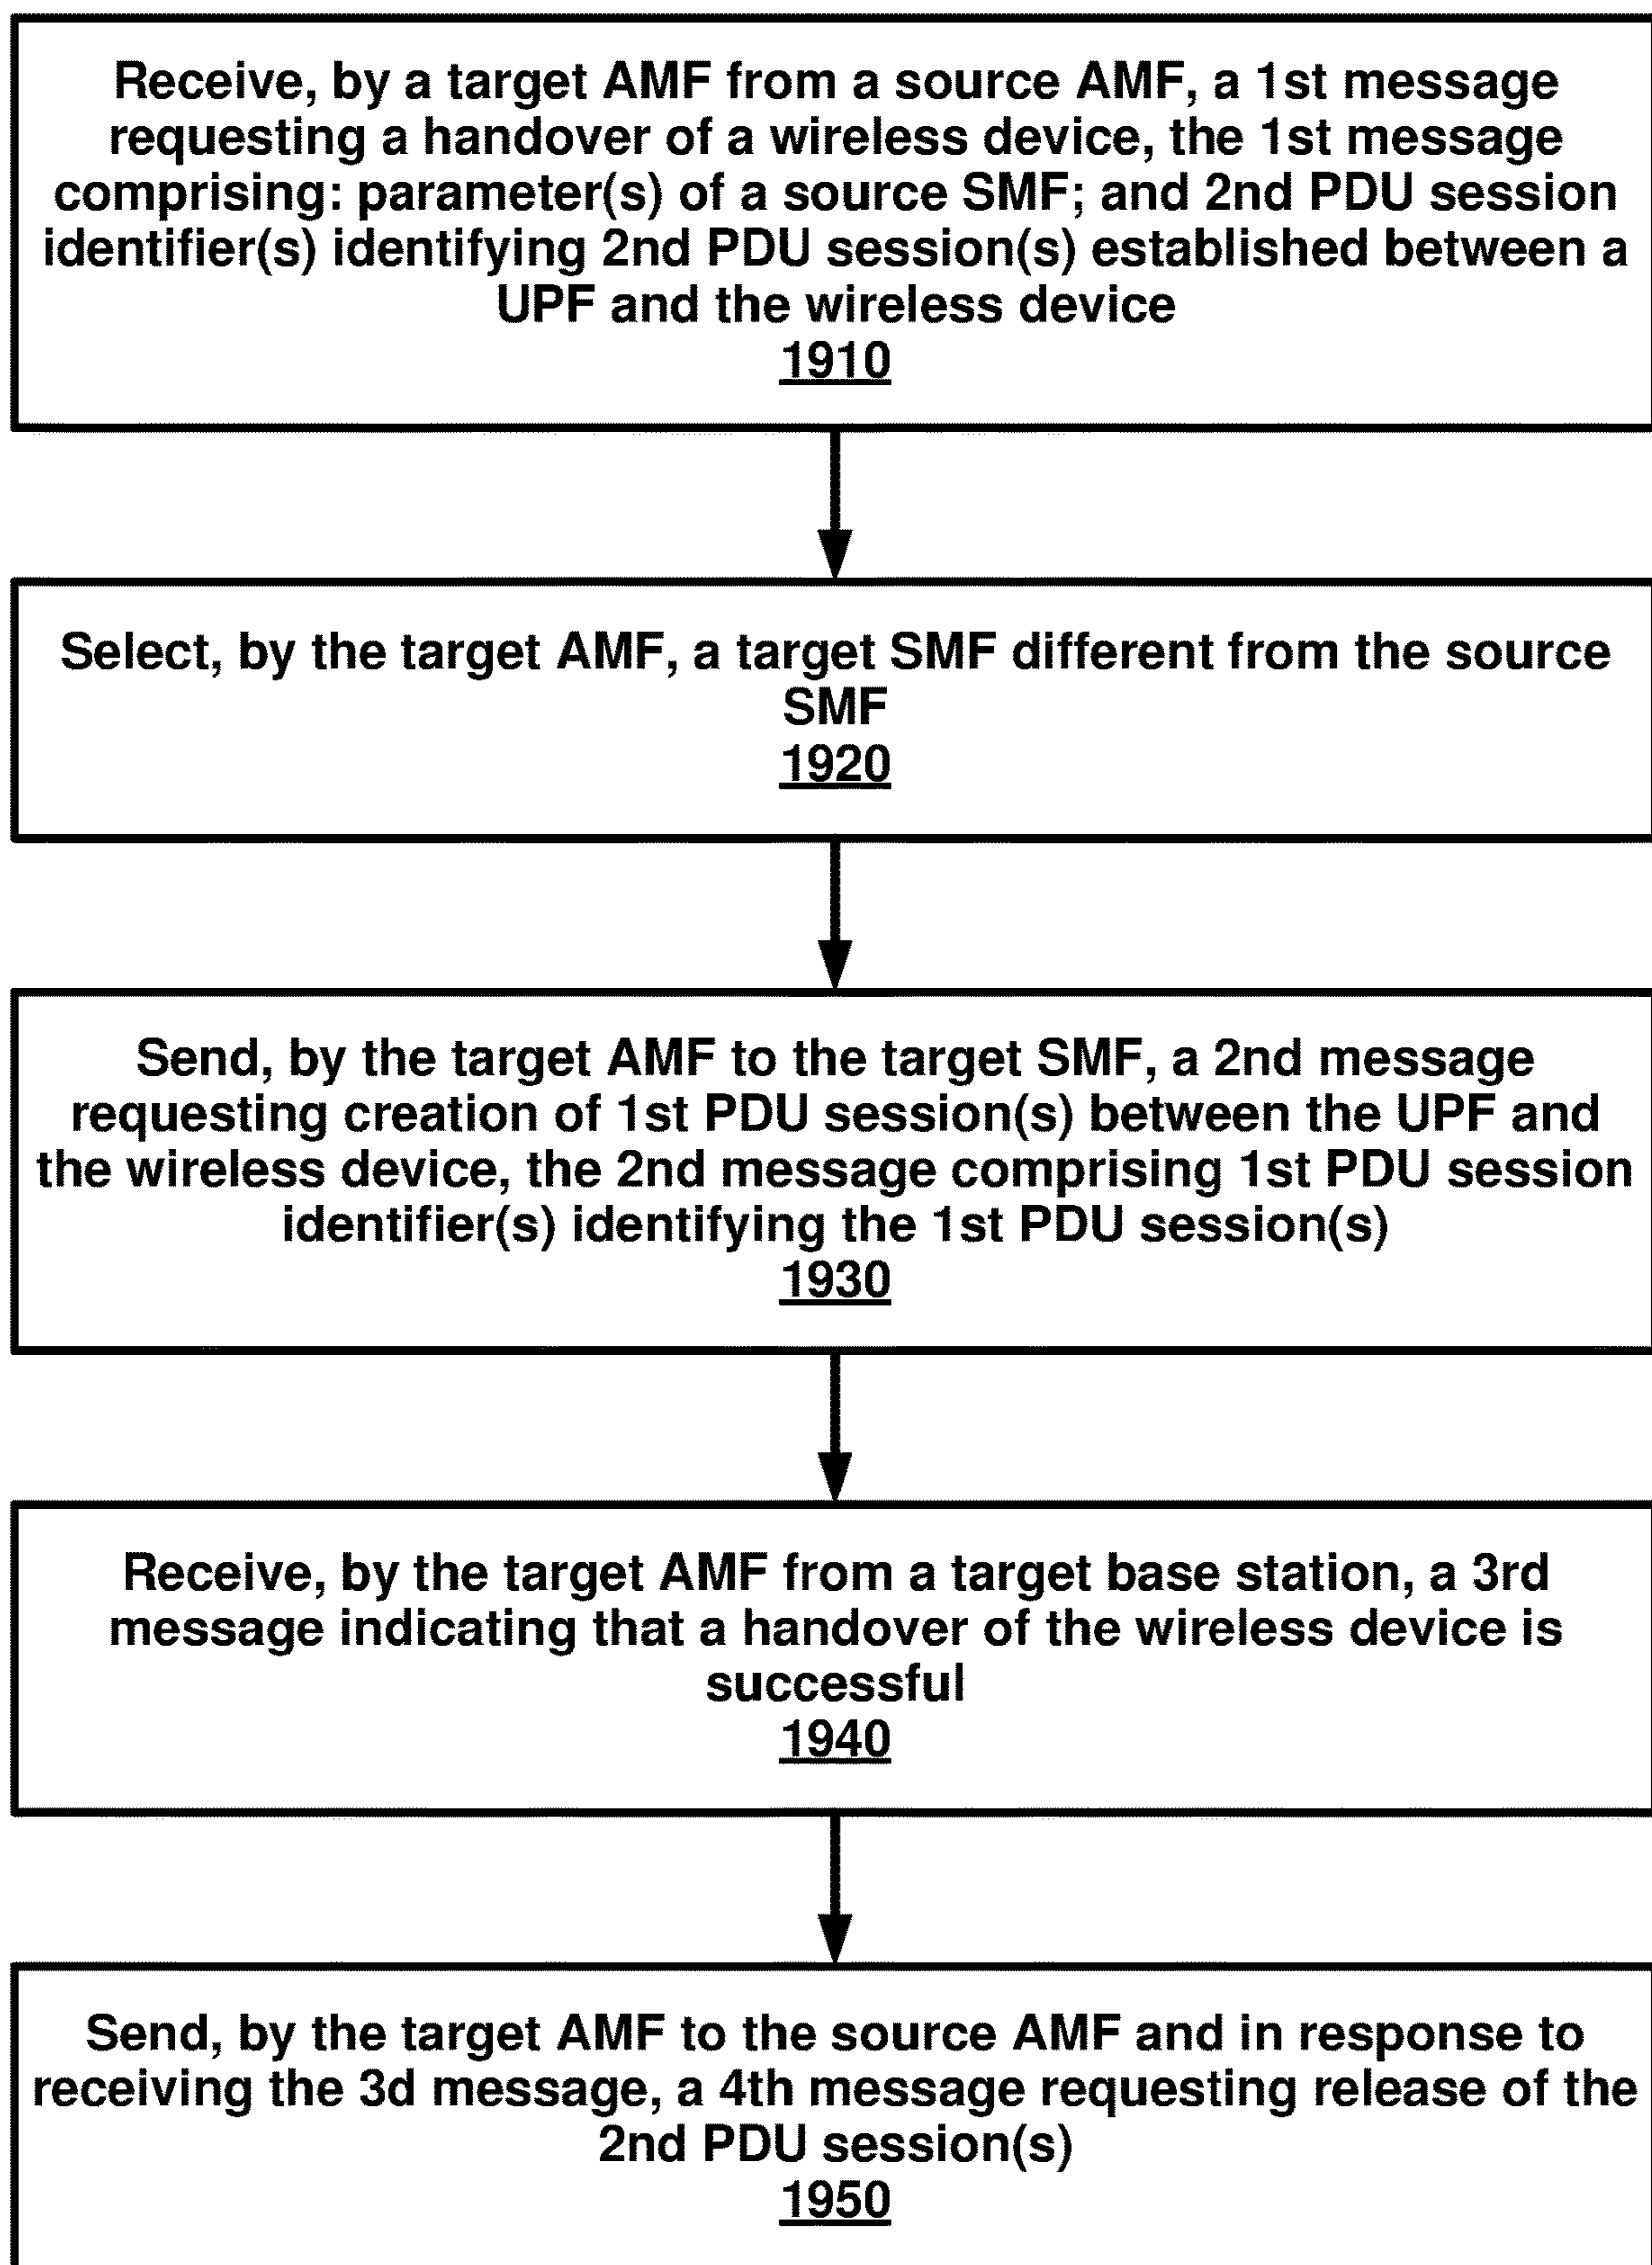 Receive, by a target AMF from a source AMF, a 1st message
requesting a handover of a wireless device, the 1st message
comprising: parameter(s) of a source SMF; and 2nd PDU session
identifier(s) identifying 2nd PDU session(s) established between a
UPF and the wireless device
1910
Select, by the target AMF, a target SMF different from the source
SMF
1920
Send, by the target AMF to the target SMF, a 2nd message
requesting creation of 1st PDU session(s) between the UPF and
the wireless device, the 2nd message comprising 1st PDU session
identifier(s) identifying the 1st PDU session(s)
1930
Receive, by the target AMF from a target base station, a 3rd
message indicating that a handover of the wireless device is
successful
1940
Send, by the target AMF to the source AMF and in response to
receiving the 3d message, a 4th message requesting release of the
2nd PDU session(s)
1950